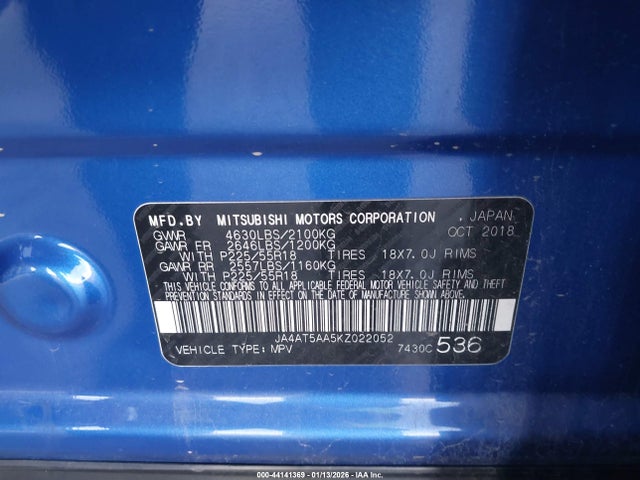 MFD.BY MITSUBISHI MOTORS CORPORATION . JAPAN
GVWR 4630LBS/2100KG OCT 2018
GAWR FR 2646LBS/1200KG
WITH P225/55R18 TIRES 18X7.0J RIMS
GAWR RR 2557LBS/1160KG
WITH P225/55R18 TIRES 18X7.0J RIMS
THIS VEHICLE CONFORMS TO ALL APPLICABLE FEDERAL MOTOR VEHICLE SAFETY AND THEFT
PREVENTION STANDARDS IN EFFECT ON THE DATE OF MANUFACTURE SHOWN ABOVE.
JA4AT5AA5KZ022052
VEHICLE TYPE: MPV 7430C 536
000-44141369 - 01/13/2026 - IAA Inc.